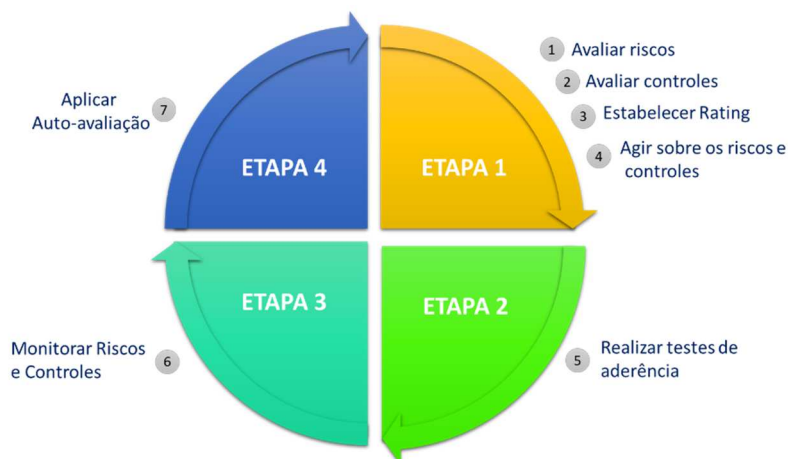 1 Avaliar riscos
2 Avaliar controles
3 Estabelecer Rating
4 Agir sobre os riscos e
controles
ETAPA 1
ETAPA 2
5 Realizar testes de
aderência
ETAPA 3
6 Monitorar Riscos
e Controles
ETAPA 4
7 Aplicar
Auto-avaliação